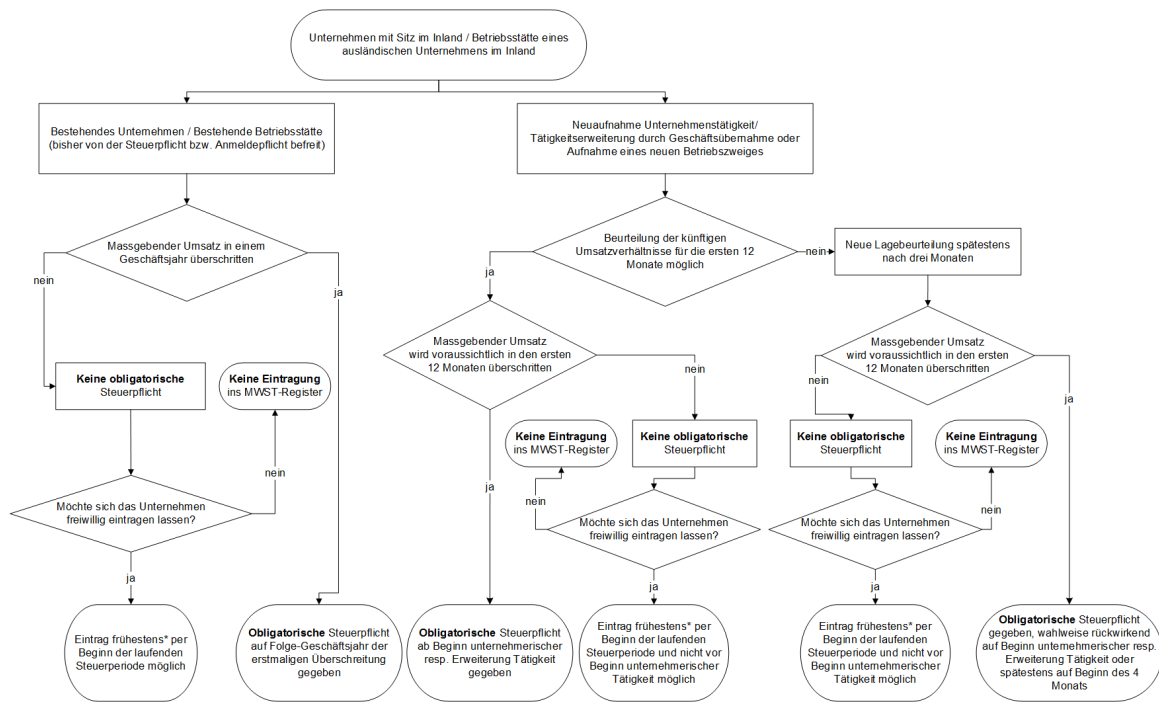 Unternehmen mit Sitz im Inland / Betriebsstätte eines
ausländischen Unternehmens im Inland
Bestehendes Unternehmen / Bestehende Betriebsstätte
(bisher von der Steuerpflicht bzw. Anmeldepflicht befreit)
Neuaufnahme Unternehmenstätigkeit/
Tätigkeitserweiterung durch Geschäftsübernahme oder
Aufnahme eines neuen Betriebszweiges
Massgebender Umsatz in einem
Geschäftsjahr überschritten
nein
ja
Beurteilung der künftigen
Umsatzverhältnisse für die ersten 12
Monate möglich
ja
nein
Neue Lagebeurteilung spätestens
nach drei Monaten
Massgebender Umsatz
wird voraussichtlich in den ersten
12 Monaten überschritten
nein
ja
Massgebender Umsatz
wird voraussichtlich in den ersten
12 Monaten überschritten
nein
ja
Keine obligatorische
Steuerpflicht
Keine Eintragung
ins MWST-Register
Keine Eintragung
ins MWST-Register
Keine obligatorische
Steuerpflicht
Keine obligatorische
Steuerpflicht
Keine Eintragung
ins MWST-Register
nein
nein
nein
Möchte sich das Unternehmen
freiwillig eintragen lassen?
Möchte sich das Unternehmen
freiwillig eintragen lassen?
Möchte sich das Unternehmen
freiwillig eintragen lassen?
ja
ja
ja
Eintrag frühestens* per
Beginn der laufenden
Steuerperiode möglich
Obligatorische Steuerpflicht
auf Folge-Geschäftsjahr der
erstmaligen Überschreitung
gegeben
Obligatorische Steuerpflicht
ab Beginn unternehmerischer
resp. Erweiterung Tätigkeit
gegeben
Eintrag frühestens* per
Beginn der laufenden
Steuerperiode und nicht vor
Beginn unternehmerischer
Tätigkeit möglich
Eintrag frühestens* per
Beginn der laufenden
Steuerperiode und nicht vor
Beginn unternehmerischer
Tätigkeit möglich
Obligatorische Steuerpflicht
gegeben, wahlweise rückwirkend
auf Beginn unternehmerischer resp.
Erweiterung Tätigkeit oder
spätestens auf Beginn des 4
Monats